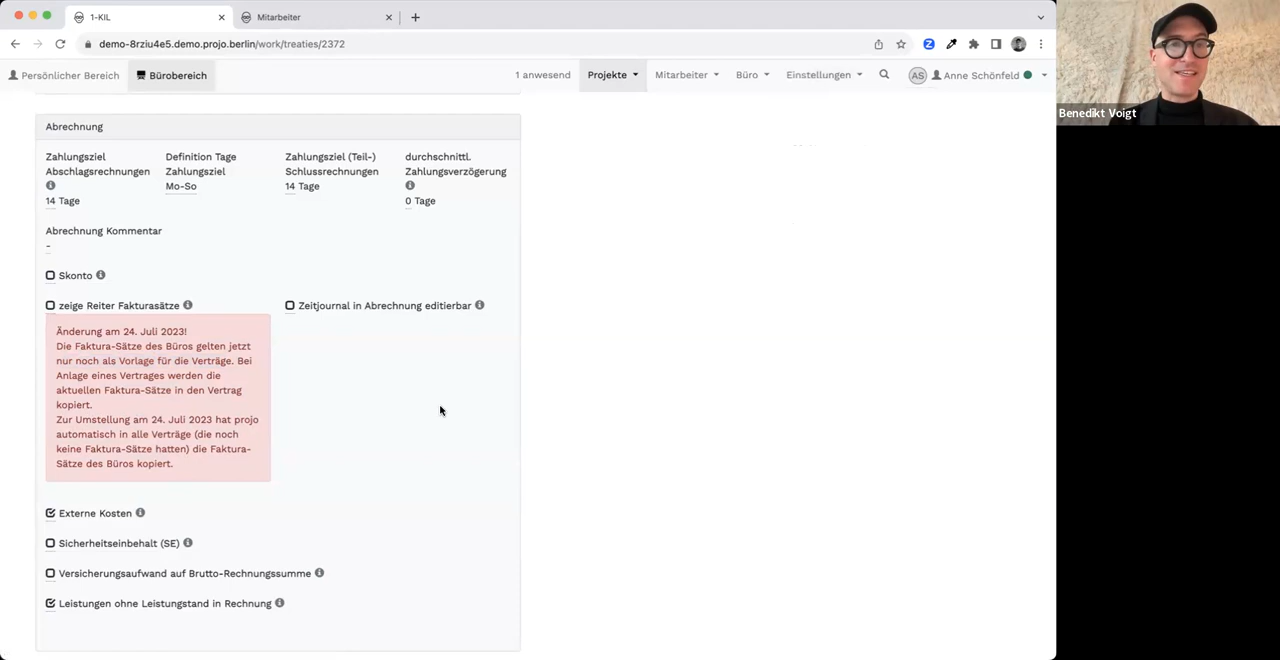 1-KIL
Mitarbeiter
demo-8rziu4e5.demo.projo.berlin/work/treaties/2372
Persönlicher Bereich
Bürobereich
1 anwesend
Projekte
Mitarbeiter
Büro
Einstellungen
AS
Anne Schönfeld
Benedikt Voigt
Abrechnung
Zahlungsziel
Abschlagsrechnungen
14 Tage
Definition Tage
Zahlungsziel
Mo-So
Zahlungsziel (Teil-)
Schlussrechnungen
14 Tage
durchschnittl.
Zahlungsverzögerung
0 Tage
Abrechnung Kommentar
-
Skonto
zeige Reiter Fakturasätze
Zeitjournal in Abrechnung editierbar
Änderung am 24. Juli 2023!
Die Faktura-Sätze des Büros gelten jetzt
nur noch als Vorlage für die Verträge. Bei
Anlage eines Vertrages werden die
aktuellen Faktura-Sätze in den Vertrag
kopiert.
Zur Umstellung am 24. Juli 2023 hat projo
automatisch in alle Verträge (die noch
keine Faktura-Sätze hatten) die Faktura-
Sätze des Büros kopiert.
Externe Kosten
Sicherheitseinbehalt (SE)
Versicherungsaufwand auf Brutto-Rechnungssumme
Leistungen ohne Leistungstand in Rechnung